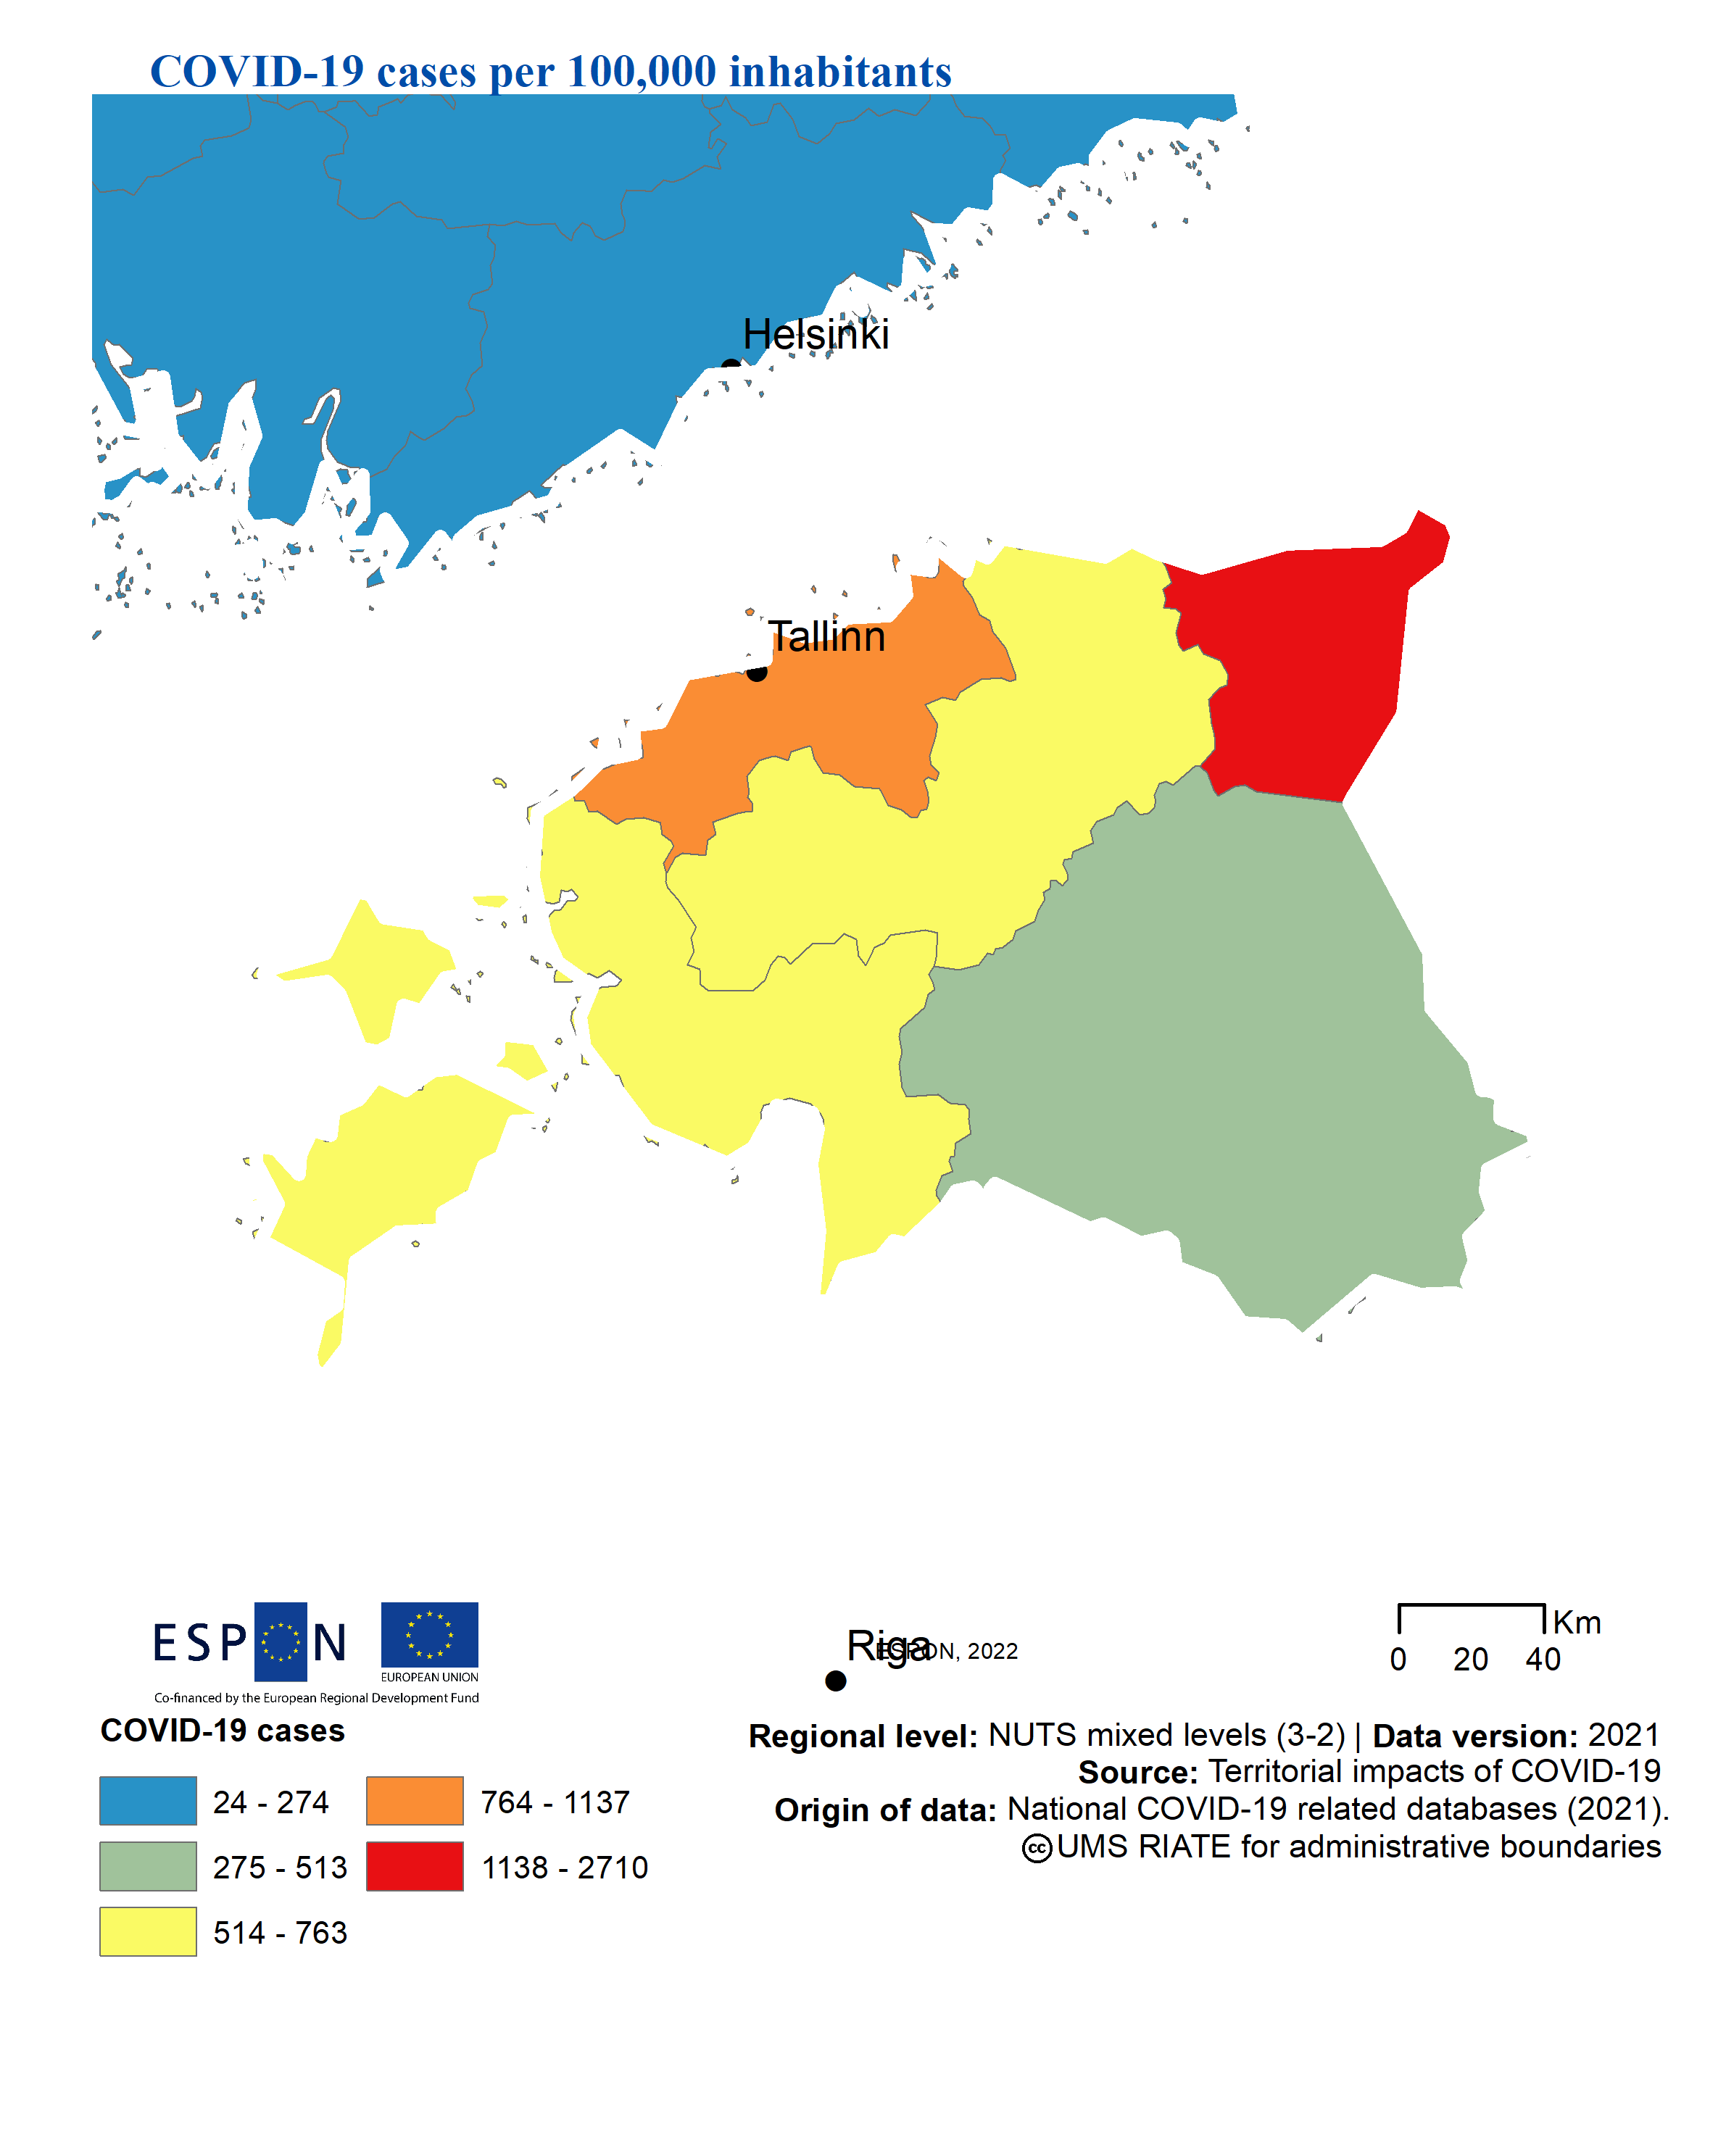 COVID-19 cases per 100,000 inhabitants
Helsinki
Tallinn
ESPON
EUROPEAN UNION
Co-financed by the European Regional Development Fund
Riga
ESPON, 2022
Km
0 20 40
COVID-19 cases
24 - 274
275 - 513
514 - 763
764 - 1137
1138 - 2710
Regional level: NUTS mixed levels (3-2) | Data version: 2021
Source: Territorial impacts of COVID-19
Origin of data: National COVID-19 related databases (2021).
cc UMS RIATE for administrative boundaries